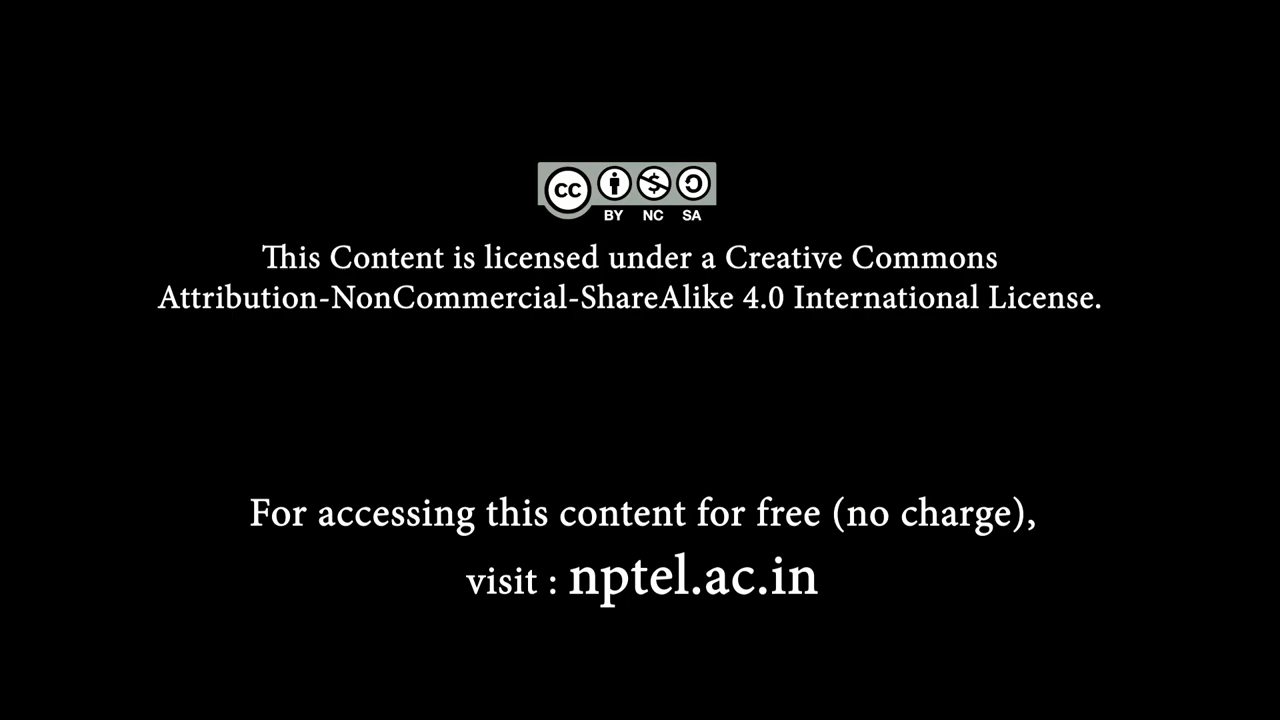 cc
BY NC SA
This Content is licensed under a Creative Commons
Attribution-NonCommercial-ShareAlike 4.0 International License.
For accessing this content for free (no charge),
visit : nptel.ac.in